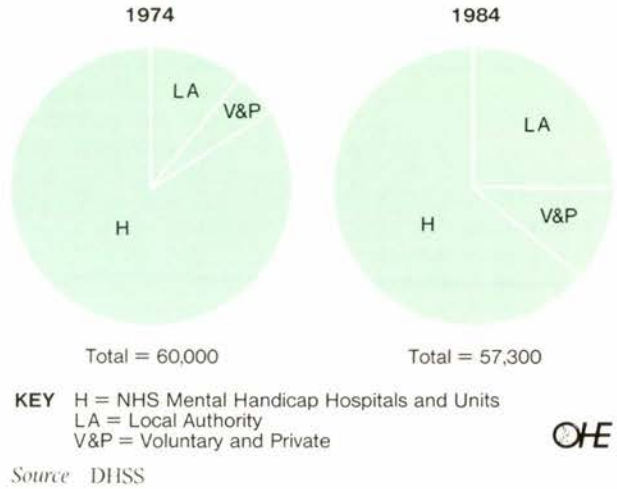 1974
1984
LA
V&P
H
LA
V&P
H
Total = 60,000
Total = 57,300
KEY H = NHS Mental Handicap Hospitals and Units
LA = Local Authority
V&P = Voluntary and Private
OHE
Source DHSS